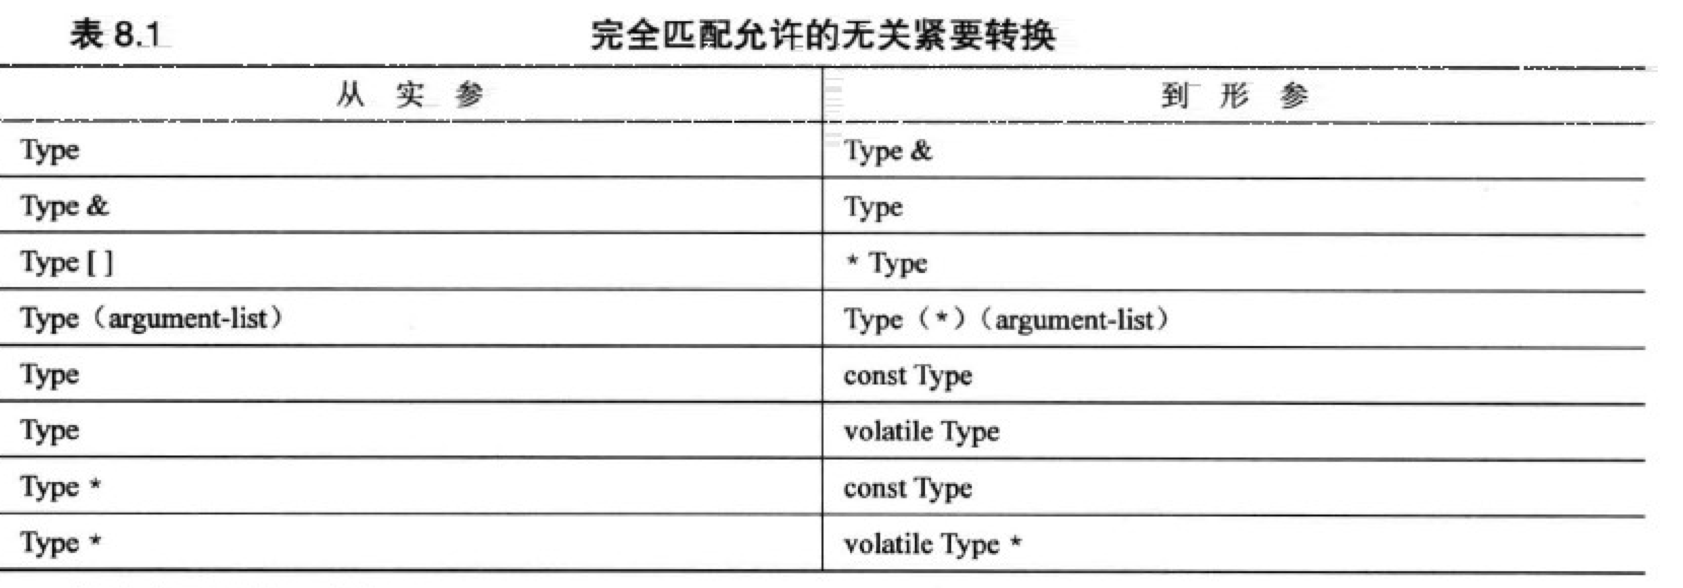 表 8.1 完全匹配允许的无关紧要转换
从 实 参 到 形 参
Type Type &
Type & Type
Type [ ] * Type
Type（argument-list） Type（*）（argument-list）
Type const Type
Type volatile Type
Type * const Type
Type * volatile Type *